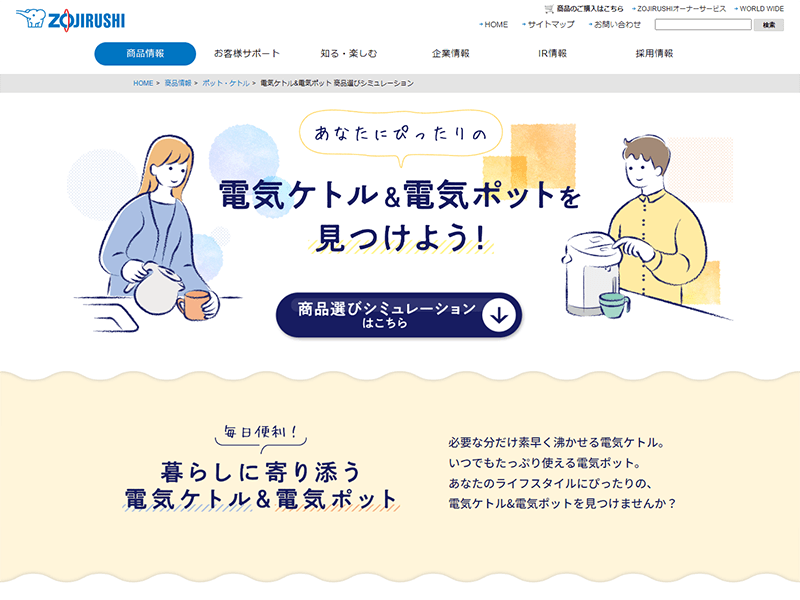 ZOJIRUSHI
商品のご購入はこちら ZOJIRUSHIオーナーサービス WORLD WIDE
HOME サイトマップ お問い合わせ 検索
商品情報 お客様サポート 知る・楽しむ 企業情報 IR情報 採用情報
HOME > 商品情報 > ポット・ケトル > 電気ケトル&電気ポット 商品選びシミュレーション
あなたにぴったりの
電気ケトル&電気ポットを
見つけよう!
商品選びシミュレーション
はこちら
毎日便利!
暮らしに寄り添う
電気ケトル&電気ポット
必要な分だけ素早く沸かせる電気ケトル。
いつでもたっぷり使える電気ポット。
あなたのライフスタイルにぴったりの、
電気ケトル&電気ポットを見つけませんか？